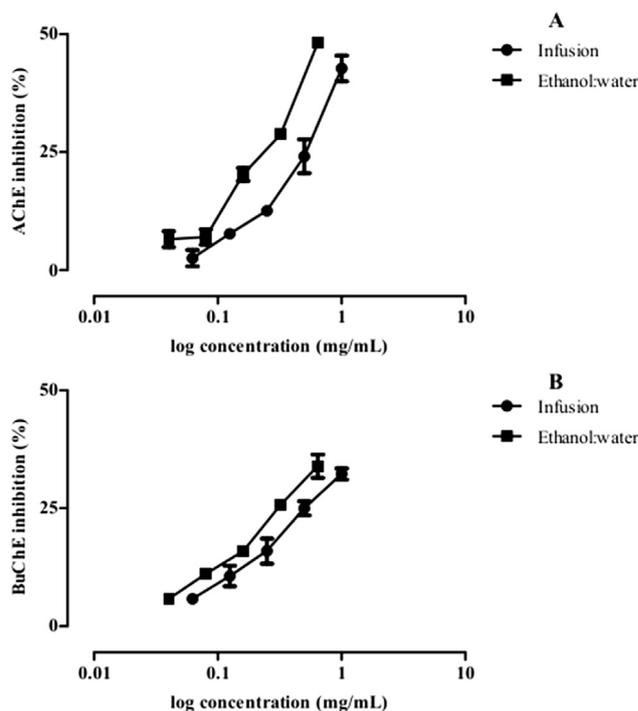 A
Infusion
Ethanol:water
AChE inhibition (%)
50
25
0
0.01 0.1 1 10
log concentration (mg/mL)
B
Infusion
Ethanol:water
BuChE inhibition (%)
50
25
0
0.01 0.1 1 10
log concentration (mg/mL)